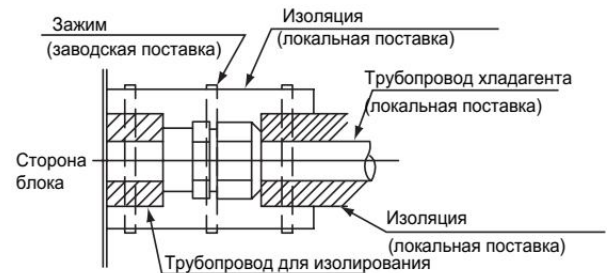 Зажим
(заводская поставка)
Изоляция
(локальная поставка)
Трубопровод хладагента
(локальная поставка)
Сторона
блока
Изоляция
(локальная поставка)
Трубопровод для изолирования